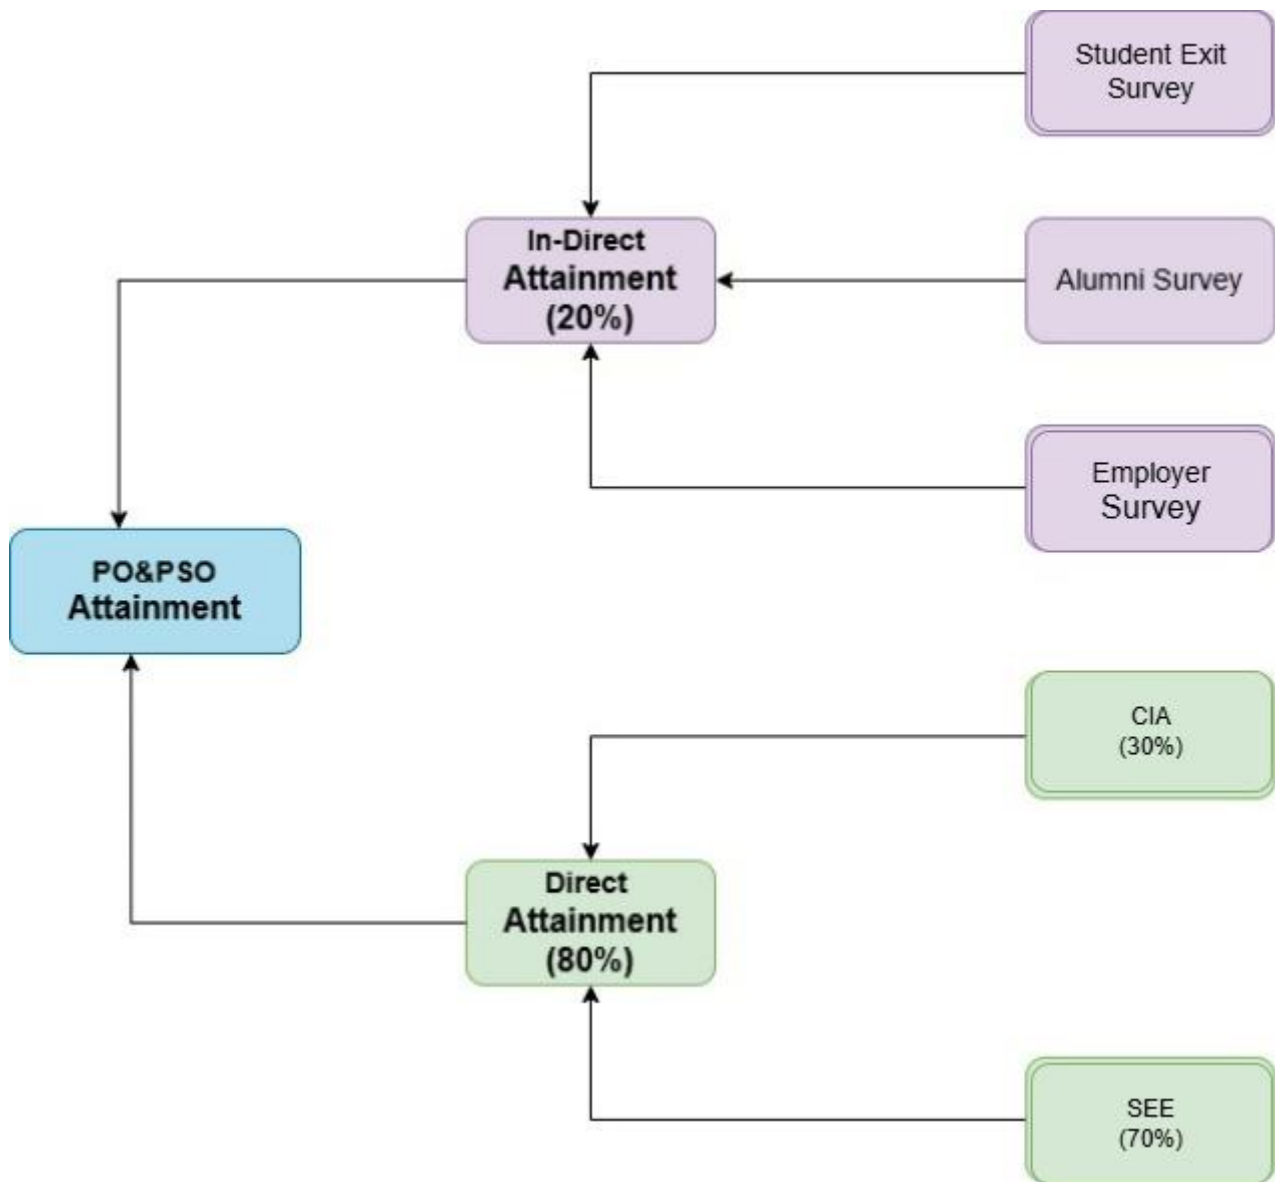 Student Exit
Survey
In-Direct
Attainment
(20%)
Alumni Survey
Employer
Survey
PO&PSO
Attainment
CIA
(30%)
Direct
Attainment
(80%)
SEE
(70%)